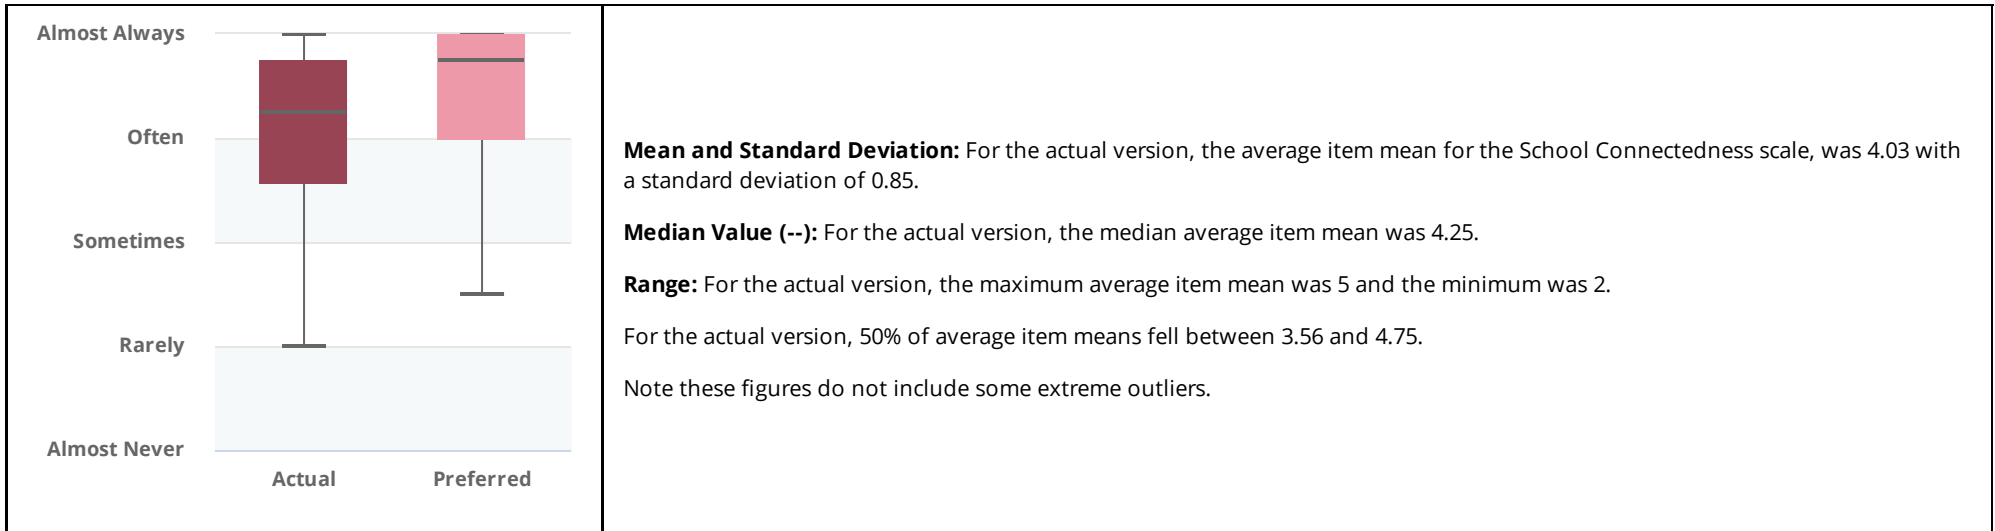 Almost Always
Often
Sometimes
Rarely
Almost Never
Actual
Preferred
Mean and Standard Deviation: For the actual version, the average item mean for the School Connectedness scale, was 4.03 with
a standard deviation of 0.85.
Median Value (--): For the actual version, the median average item mean was 4.25.
Range: For the actual version, the maximum average item mean was 5 and the minimum was 2.
For the actual version, 50% of average item means fell between 3.56 and 4.75.
Note these figures do not include some extreme outliers.